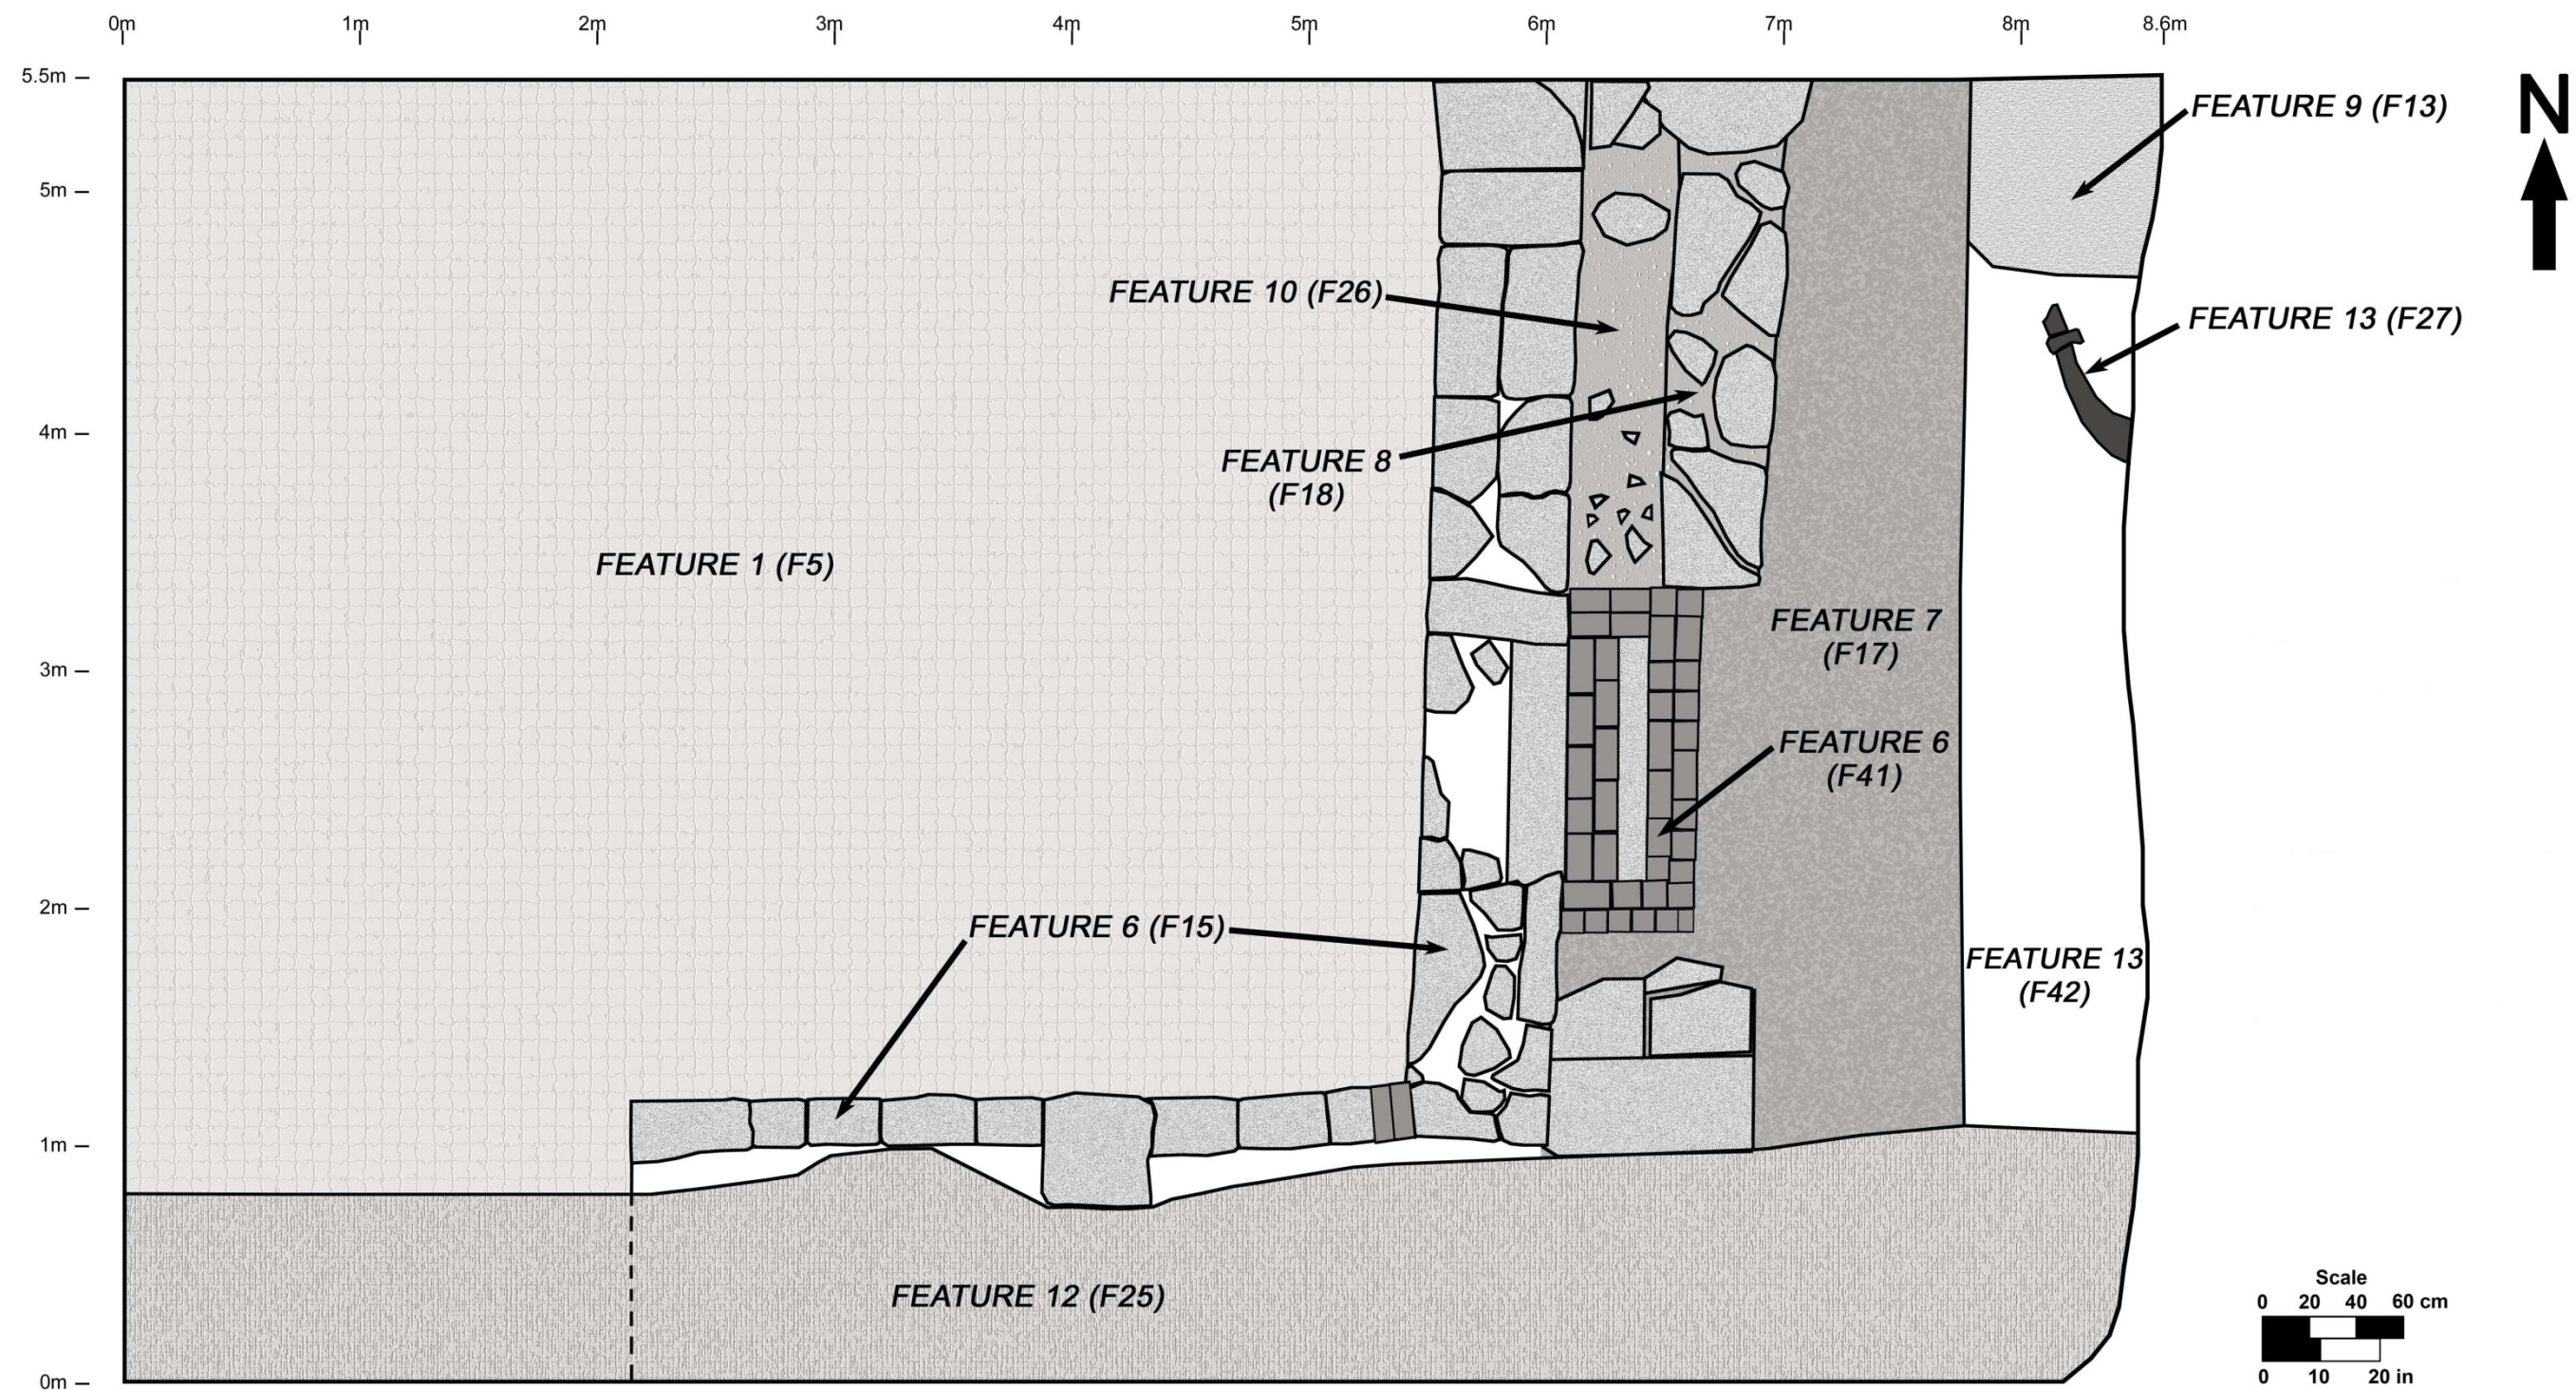 0m 1m 2m 3m 4m 5m 6m 7m 8m 8.6m
5.5m
N
FEATURE 9 (F13)
5m
FEATURE 10 (F26)
FEATURE 13 (F27)
4m
FEATURE 8
(F18)
FEATURE 1 (F5)
FEATURE 7
(F17)
3m
FEATURE 6
(F41)
2m
FEATURE 6 (F15)
FEATURE 13
(F42)
1m
FEATURE 12 (F25)
Scale
0 20 40 60 cm
0 10 20 in
0m